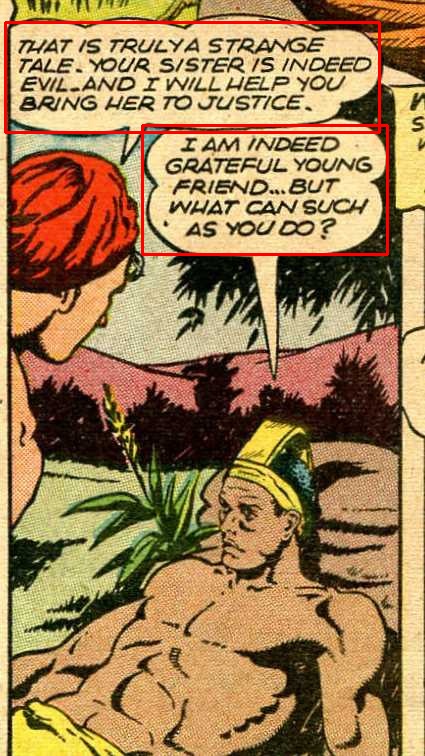 THAT IS TRULY A STRANGE
TALE. YOUR SISTER IS INDEED
EVIL. AND I WILL HELP YOU
BRING HER TO JUSTICE.
I AM INDEED
GRATEFUL YOUNG
FRIEND...BUT
WHAT CAN SUCH
AS YOU DO?